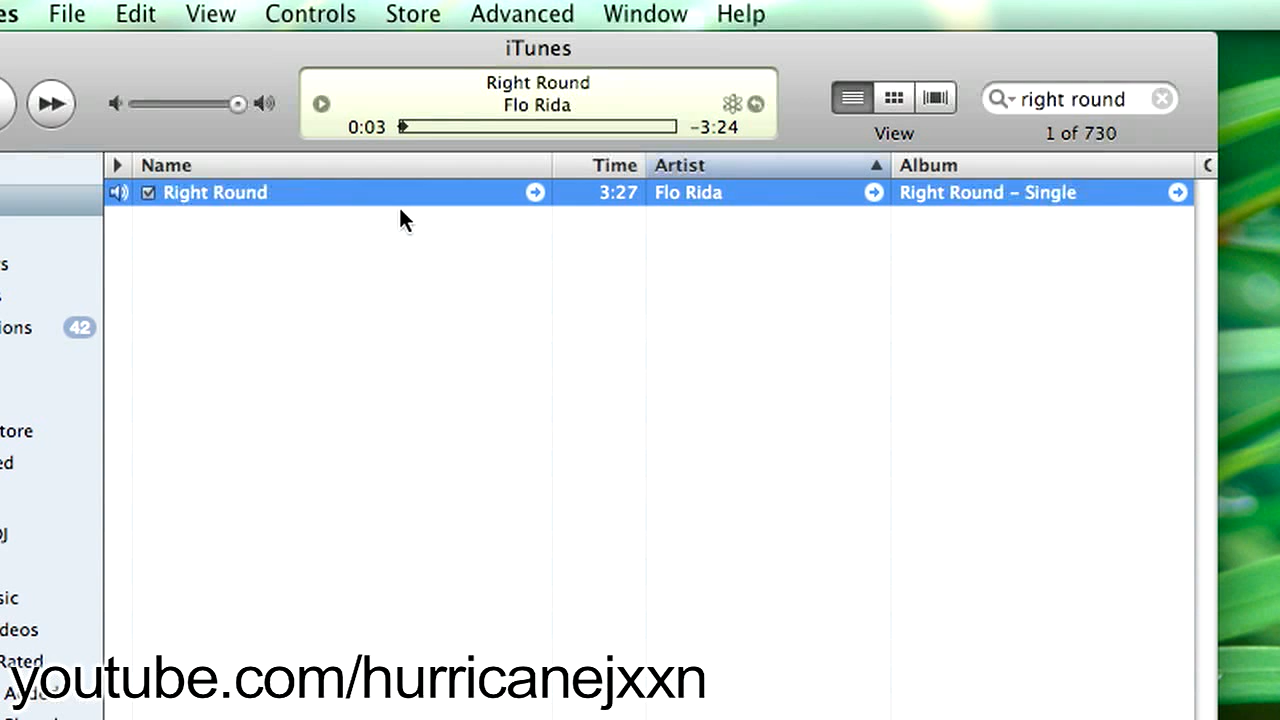 es File Edit View Controls Store Advanced Window Help
iTunes
Right Round
Flo Rida
0:03 -3:24
View
right round
1 of 730
Name Time Artist Album C
Right Round 3:27 Flo Rida Right Round – Single
s
s
ions 42
tore
ed
DJ
sic
deos
Rated
Added
youtube.com/hurricanejxxn